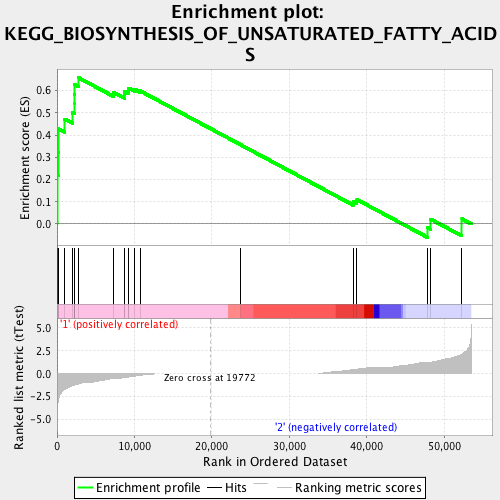 Enrichment plot:
KEGG_BIOSYNTHESIS_OF_UNSATURATED_FATTY_ACID
S
Enrichment score (ES)
0.6
0.5
0.4
0.3
0.2
0.1
0.0
'1' (positively correlated)
Ranked list metric (tTest)
5.0
2.5
0.0
-2.5
-5.0
Zero cross at 19772
'2' (negatively correlated)
0 10,000 20,000 30,000 40,000 50,000
Rank in Ordered Dataset
Enrichment profile Hits Ranking metric scores